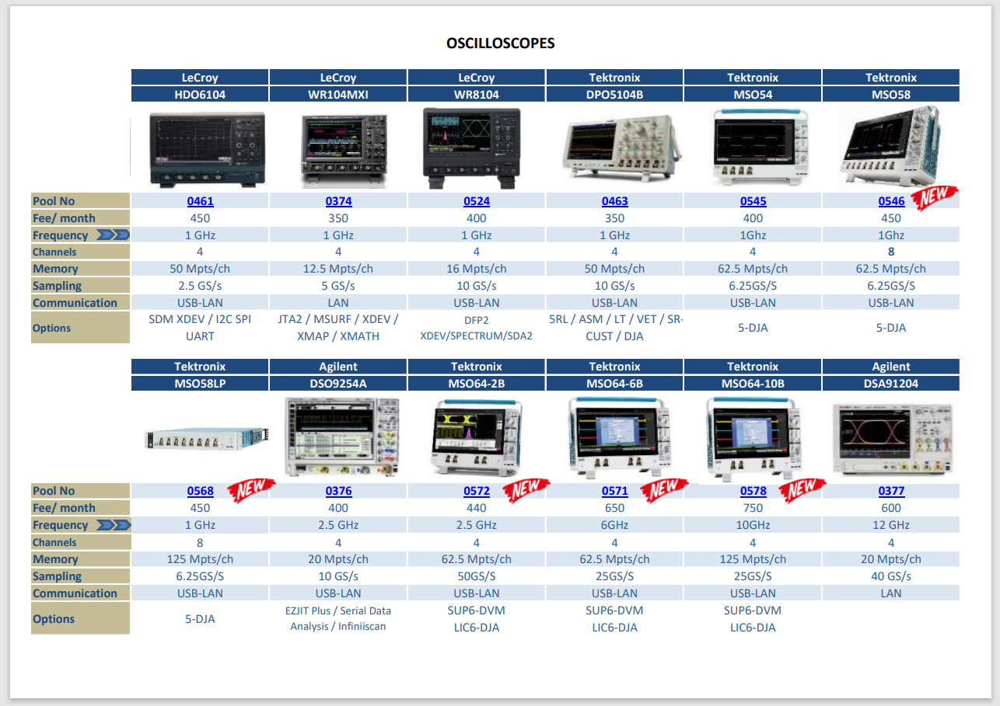 OSCILLOSCOPES
LeCroy LeCroy LeCroy Tektronix Tektronix Tektronix
HDO6104 WR104MXI WR8104 DPO5104B MSO54 MSO58
Pool No 0461 0374 0524 0463 0545 0546 NEW
Fee/ month 450 350 400 350 400 450
Frequency 1 GHz 1 GHz 1 GHz 1 GHz 1Ghz 1Ghz
Channels 4 4 4 4 4 8
Memory 50 Mpts/ch 12.5 Mpts/ch 16 Mpts/ch 50 Mpts/ch 62.5 Mpts/ch 62.5 Mpts/ch
Sampling 2.5 GS/s 5 GS/s 10 GS/s 10 GS/s 6.25GS/S 6.25GS/S
Communication USB-LAN LAN USB-LAN USB-LAN USB-LAN USB-LAN
SDM XDEV / I2C SPI JTA2 / MSURF / XDEV / DFP2 5RL / ASM / LT / VET / SR-
Options 5-DJA 5-DJA
UART XMAP / XMATH XDEV/SPECTRUM/SDA2 CUST / DJA
Tektronix Agilent Tektronix Tektronix Tektronix Agilent
MSO58LP DSO9254A MSO64-2B MSO64-6B MSO64-10B DSA91204
Pool No 0568 NEW 0376 0572 NEW 0571 NEW 0578 NEW 0377
Fee/ month 450 400 440 650 750 600
Frequency 1 GHz 2.5 GHz 2.5 GHz 6GHz 10GHz 12 GHz
Channels 8 4 4 4 4 4
Memory 125 Mpts/ch 20 Mpts/ch 62.5 Mpts/ch 62.5 Mpts/ch 125 Mpts/ch 20 Mpts/ch
Sampling 6.25GS/S 10 GS/s 50GS/S 25GS/S 25GS/S 40 GS/s
Communication USB-LAN USB-LAN USB-LAN USB-LAN USB-LAN LAN
EZJIT Plus / Serial Data SUP6-DVM SUP6-DVM SUP6-DVM
Options 5-DJA
Analysis / Infiniiscan LIC6-DJA LIC6-DJA LIC6-DJA